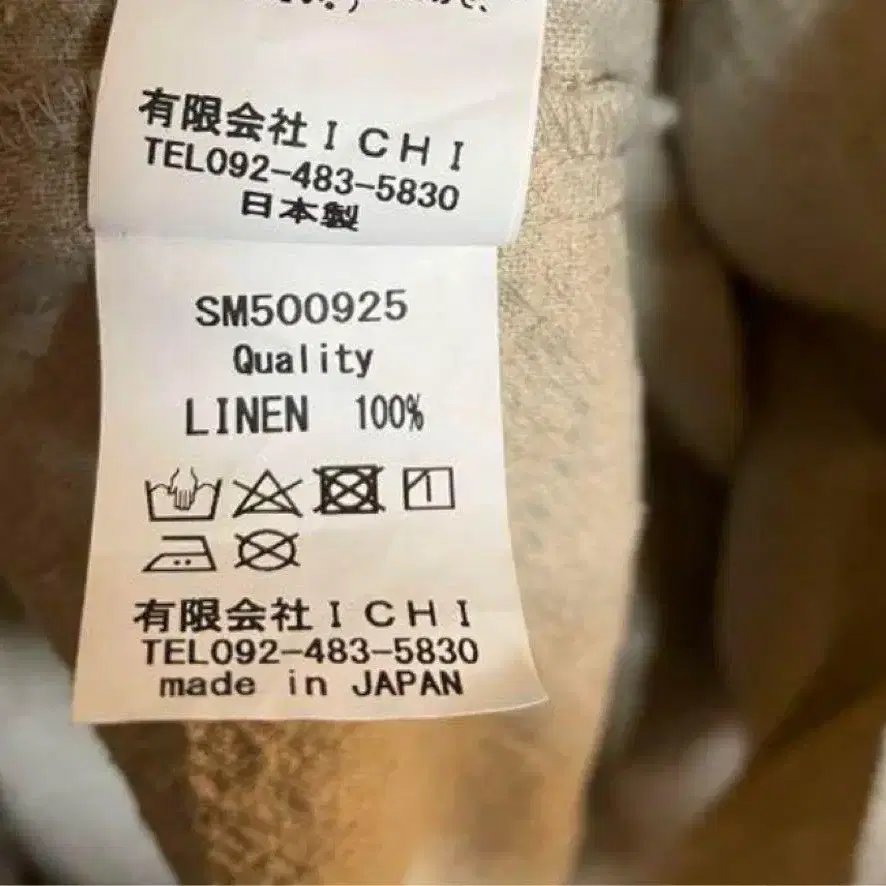 有限会社ＩＣＨＩ
TEL092-483-5830
日本製
SM500925
Quality
LINEN 100%
有限会社ＩＣＨＩ
TEL092-483-5830
made in JAPAN